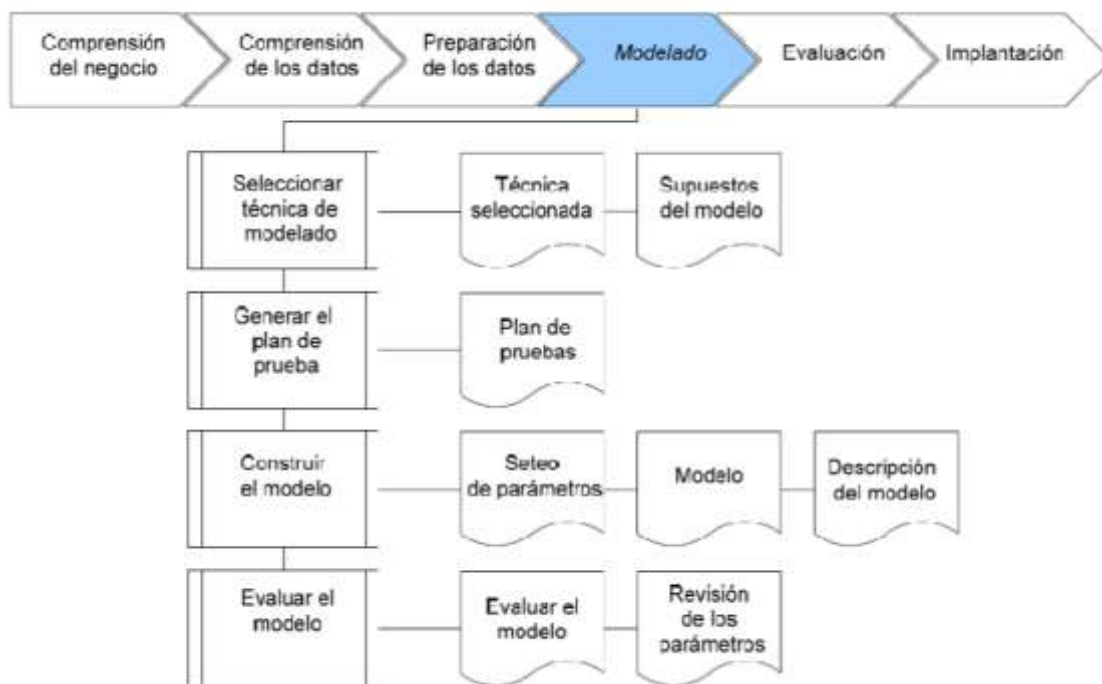 Comprensión
del negocio
Comprensión
de los datos
Preparación
de los datos
Modelado
Evaluación
Implantación
Seleccionar
técnica de
modelado
Técnica
seleccionada
Supuestos
del modelo
Generar el
plan de
prueba
Plan de
pruebas
Construir
el modelo
Seteo
de parámetros
Modelo
Descripción
del modelo
Evaluar el
modelo
Evaluar el
modelo
Revisión
de los
parámetros